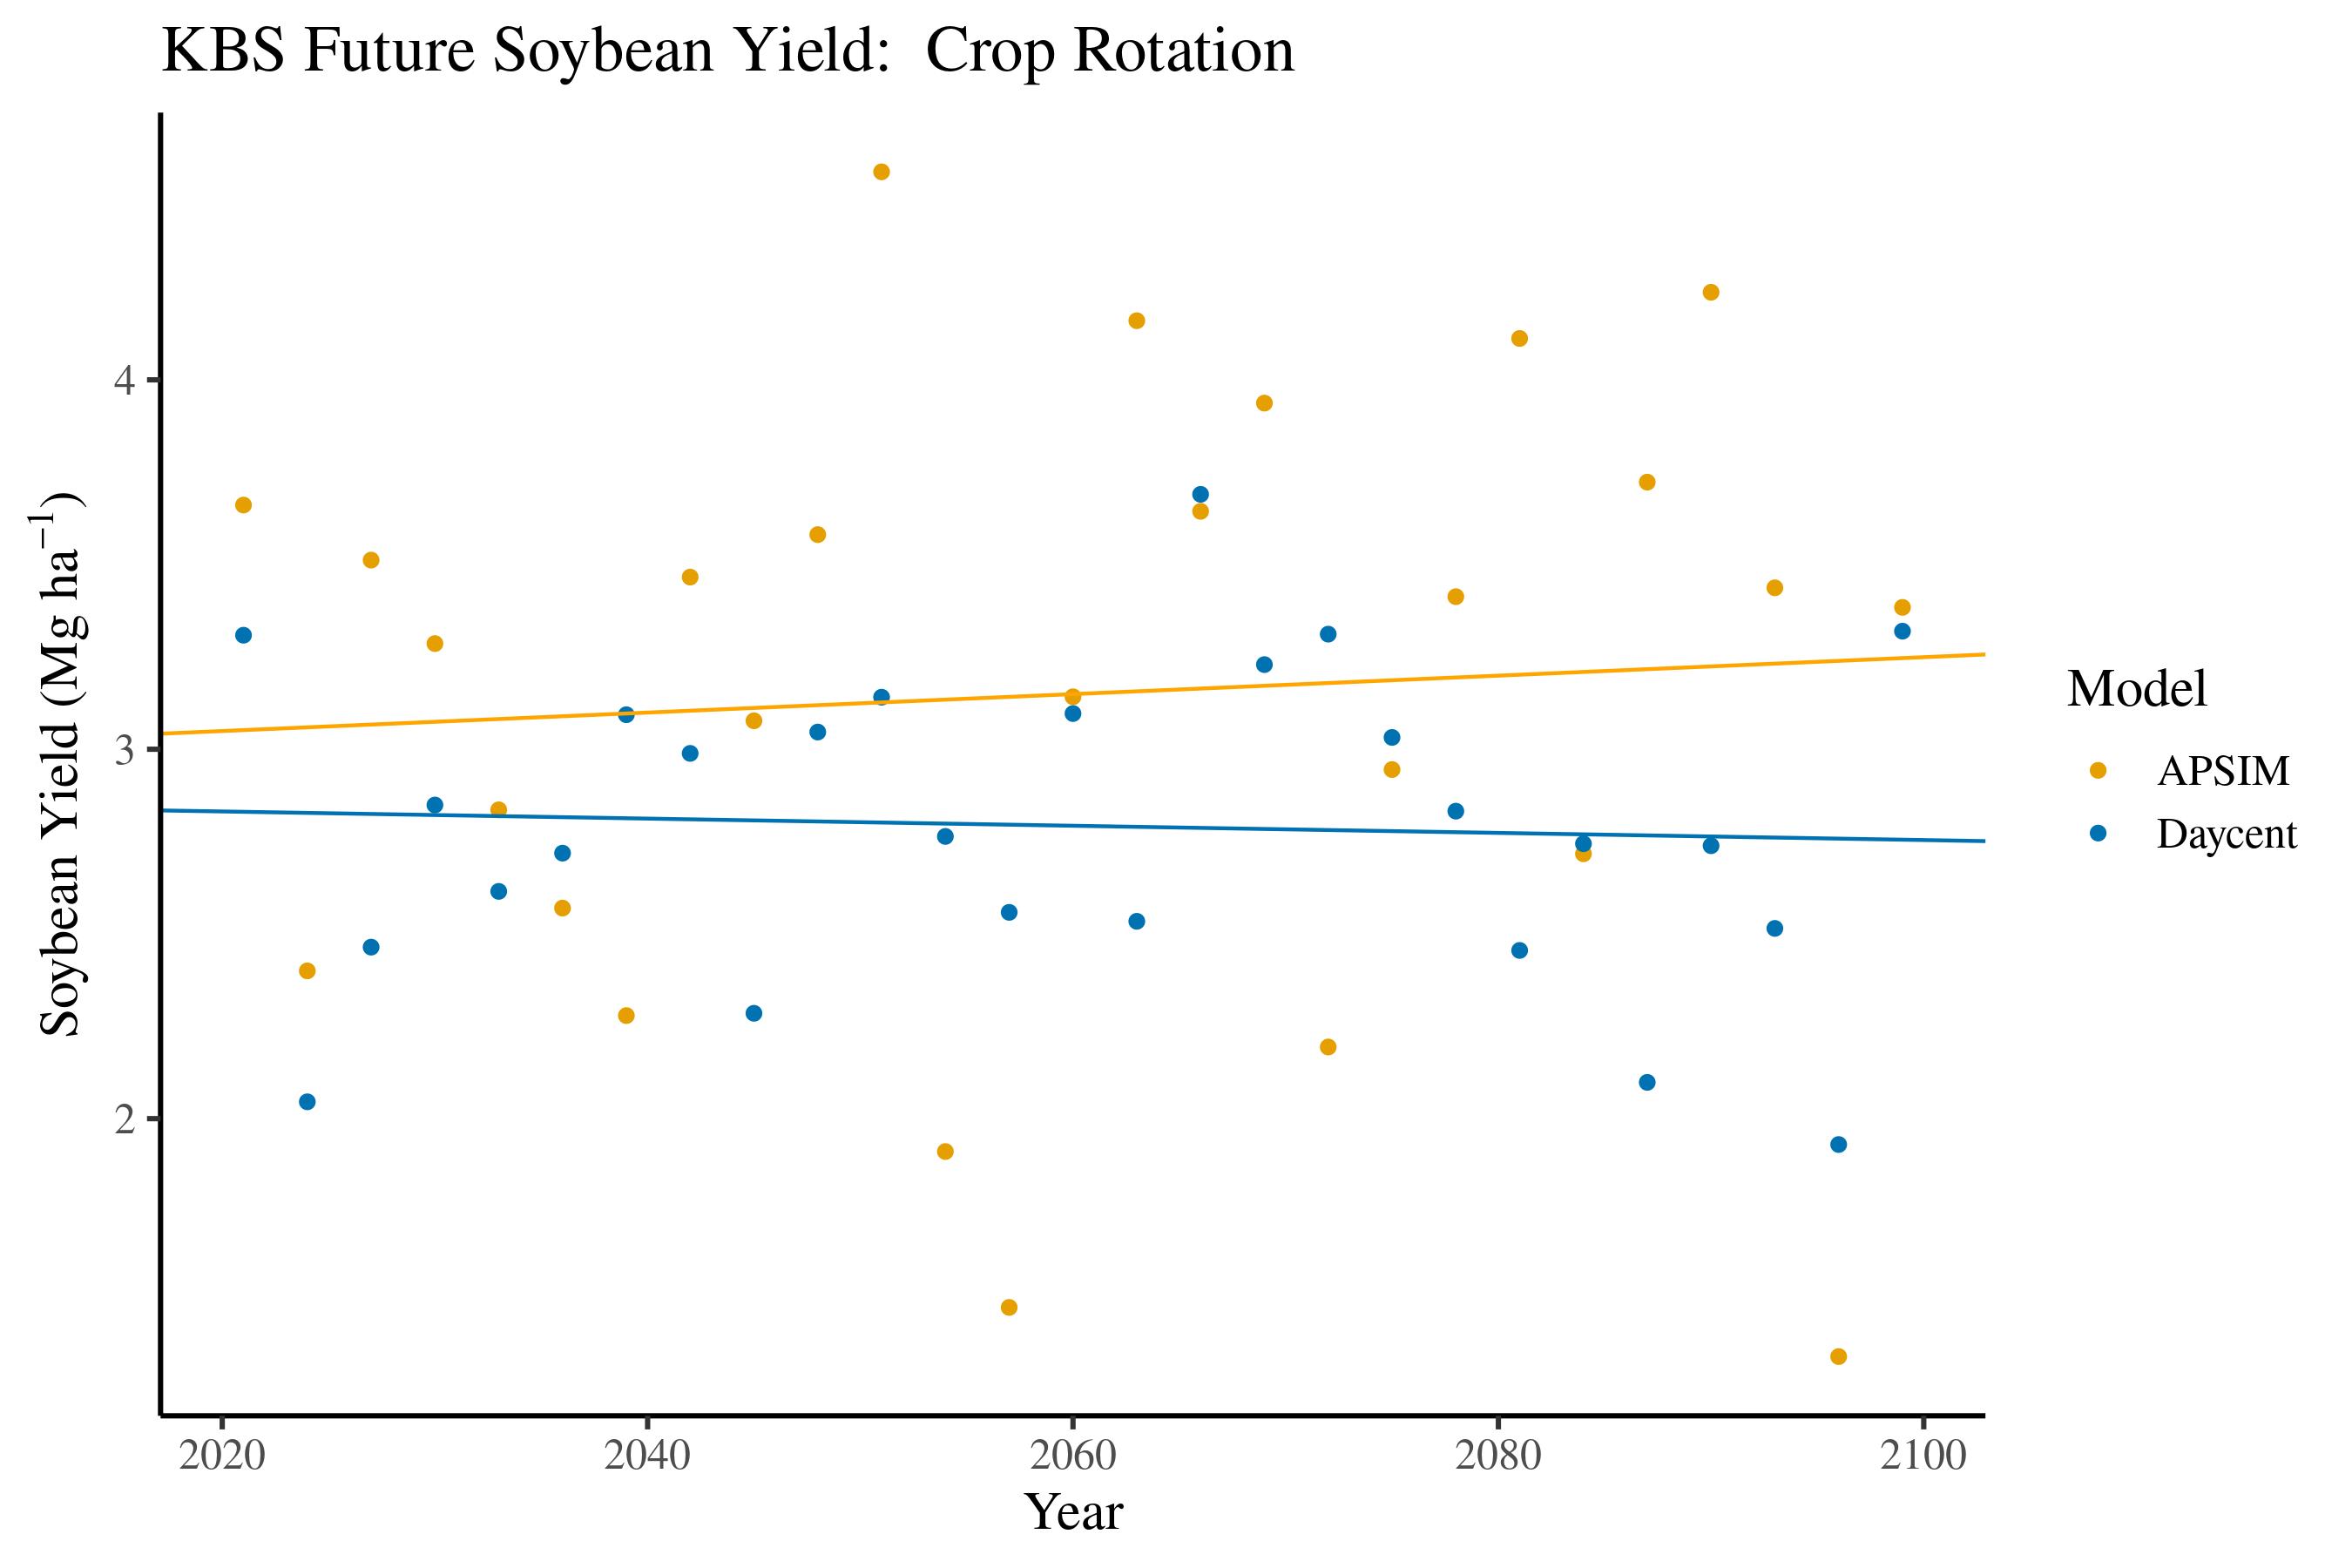 KBS Future Soybean Yield: Crop Rotation
Soybean Yield (Mg ha⁻¹)
4
3
2
2020 2040 2060 2080 2100
Year
Model
APSIM
Daycent